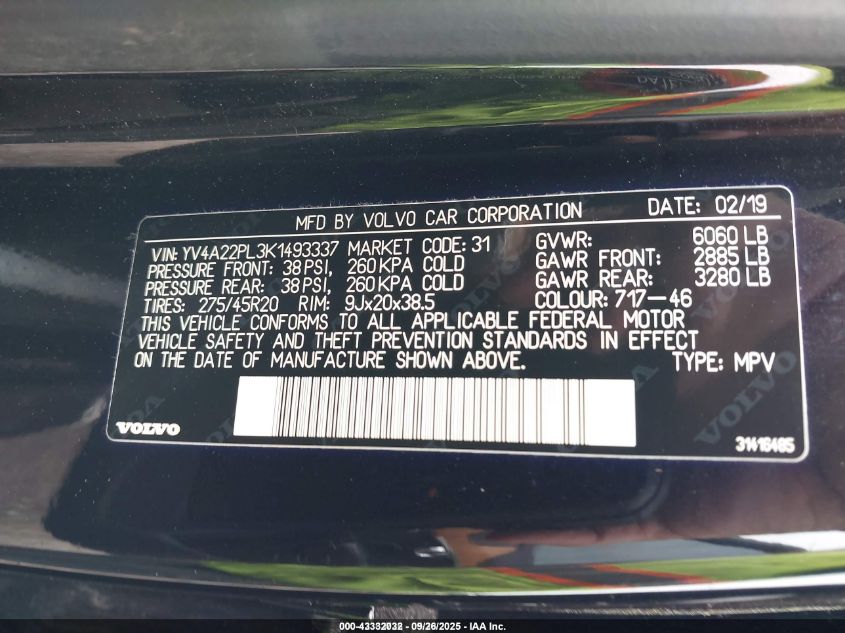 MFD BY VOLVO CAR CORPORATION DATE: 02/19
VIN: YV4A22PL3K1493337 MARKET CODE: 31 GVWR: 6060 LB
PRESSURE FRONT: 38 PSI, 260 KPA COLD GAWR FRONT: 2885 LB
PRESSURE REAR: 38 PSI, 260 KPA COLD GAWR REAR: 3280 LB
TIRES: 275/45R20 RIM: 9Jx20x38.5 COLOUR: 717-46
THIS VEHICLE CONFORMS TO ALL APPLICABLE FEDERAL MOTOR
VEHICLE SAFETY AND THEFT PREVENTION STANDARDS IN EFFECT
ON THE DATE OF MANUFACTURE SHOWN ABOVE. TYPE: MPV
VOLVO
31416485
000-43382032 - 09/26/2025 - IAA Inc.